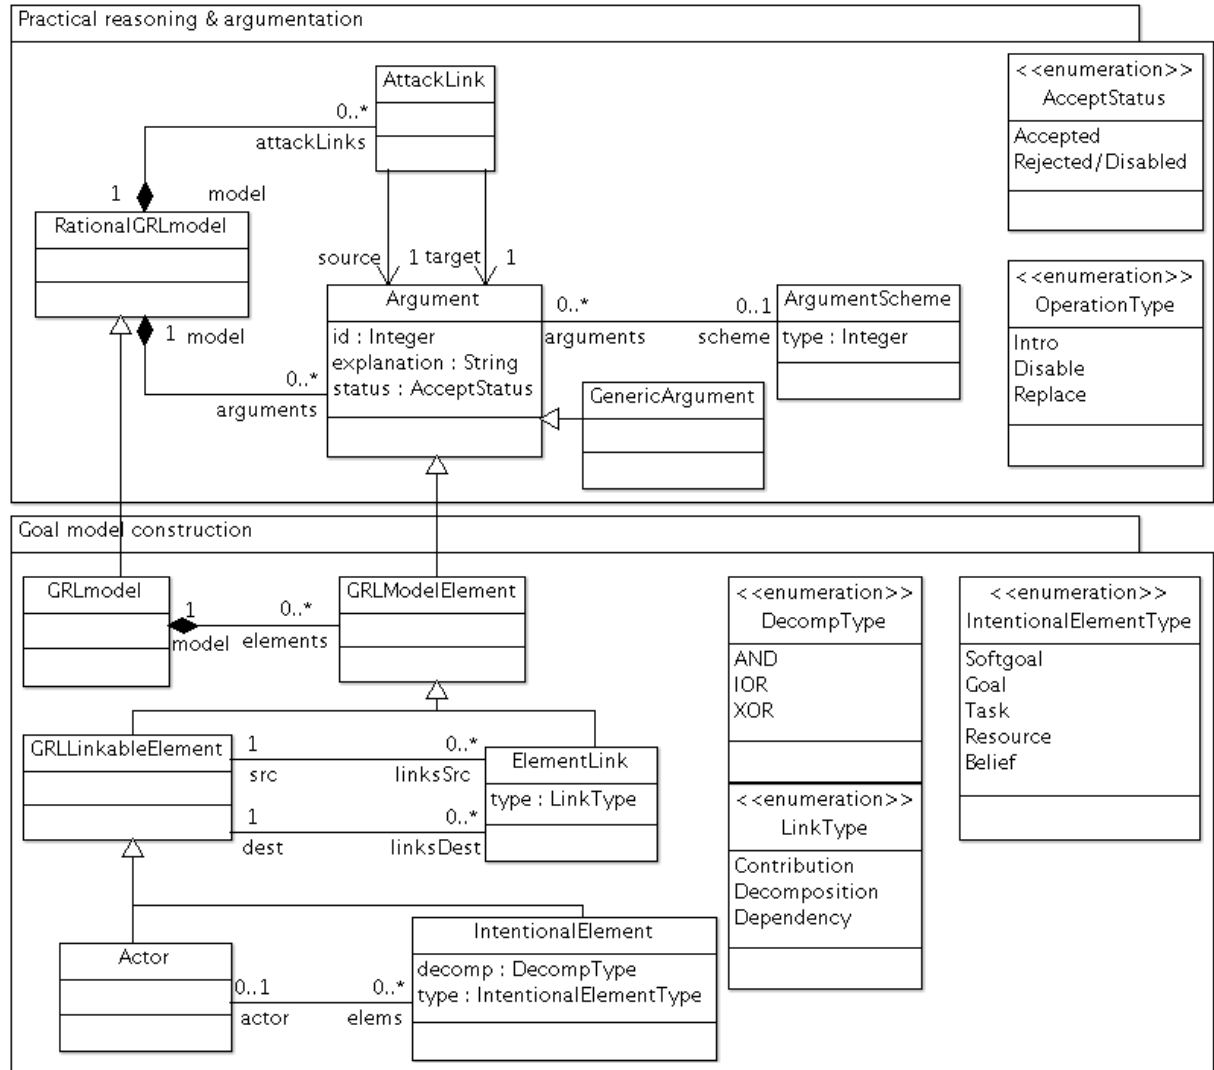 Practical reasoning & argumentation
AttackLink
0..*
attackLinks
1
model
RationalGRLmodel
source
1
target
1
<<enumeration>>
AcceptStatus
Accepted
Rejected/Disabled
Argument
id : Integer
explanation : String
status : AcceptStatus
0..*
arguments
0..1
scheme
ArgumentScheme
type : Integer
1
model
0..*
arguments
GenericArgument
<<enumeration>>
OperationType
Intro
Disable
Replace
Goal model construction
GRLmodel
1
model
0..*
elements
GRLModelElement
<<enumeration>>
DecompType
AND
IOR
XOR
<<enumeration>>
IntentionalElementType
Softgoal
Goal
Task
Resource
Belief
GRLLinkableElement
1
src
0..*
linksSrc
1
dest
0..*
linksDest
ElementLink
type : LinkType
<<enumeration>>
LinkType
Contribution
Decomposition
Dependency
Actor
0..1
actor
0..*
elems
IntentionalElement
decomp : DecompType
type : IntentionalElementType